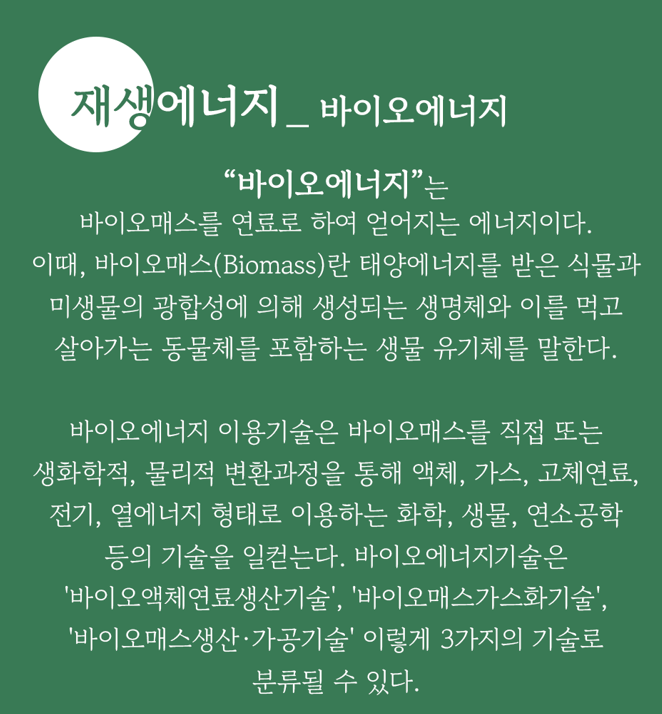 재생에너지_ 바이오에너지
“바이오에너지”는
바이오매스를 연료로 하여 얻어지는 에너지이다.
이때, 바이오매스(Biomass)란 태양에너지를 받은 식물과
미생물의 광합성에 의해 생성되는 생명체와 이를 먹고
살아가는 동물체를 포함하는 생물 유기체를 말한다.
바이오에너지 이용기술은 바이오매스를 직접 또는
생화학적, 물리적 변환과정을 통해 액체, 가스, 고체연료,
전기, 열에너지 형태로 이용하는 화학, 생물, 연소공학
등의 기술을 일컫는다. 바이오에너지기술은
'바이오액체연료생산기술', '바이오매스가스화기술',
'바이오매스생산·가공기술' 이렇게 3가지의 기술로
분류될 수 있다.